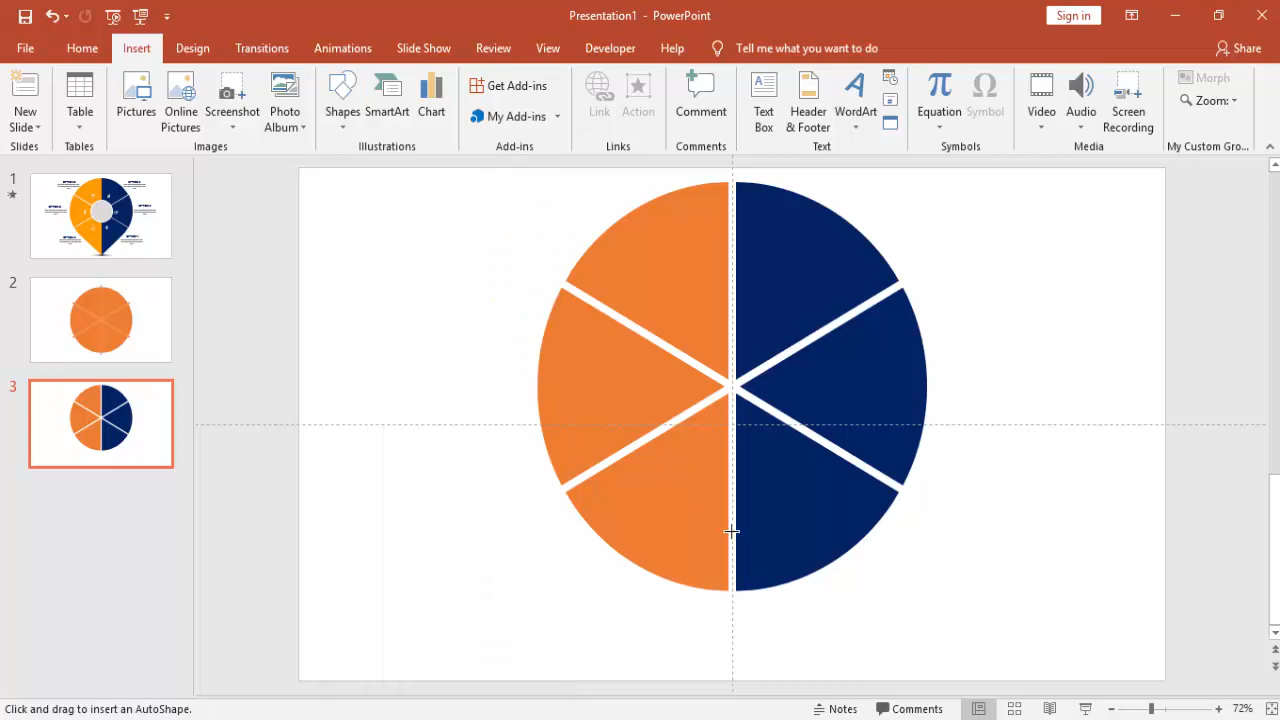 Presentation1 - PowerPoint
Sign in
File Home Insert Design Transitions Animations Slide Show Review View Developer Help Tell me what you want to do Share
New Slide
Slides
Table
Tables
Pictures
Online Pictures
Screenshot
Photo Album
Images
Shapes
SmartArt
Chart
Illustrations
Get Add-ins
My Add-ins
Add-ins
Link
Action
Links
Comment
Comments
Text Box
Header & Footer
WordArt
Text
Equation
Symbol
Symbols
Video
Audio
Screen Recording
Media
Morph
Zoom:
My Custom Gro...
1
2
3
Click and drag to insert an AutoShape.
Notes
Comments
72%